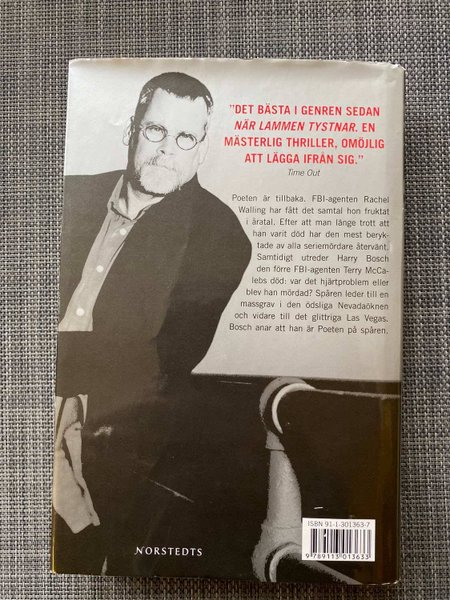 "DET BÄSTA I GENREN SEDAN
NÄR LAMMEN TYSTNAR. EN
MÄSTERLIG THRILLER, OMÖJLIG
ATT LÄGGA IFRÅN SIG."
Time Out
Poeten är tillbaka. FBI-agenten Rachel
Walling har fått det samtal hon fruktat
i åratal. Efter att man länge trott att
han varit död har den mest beryk-
tade av alla seriemördare återvänt.
Samtidigt utreder Harry Bosch
den förre FBI-agenten Terry McCa-
lebs död: var det hjärtproblem eller
blev han mördad? Spåren leder till en
massgrav i den ödsliga Nevadaöknen
och vidare till det glittriga Las Vegas.
Bosch anar att han är Poeten på spåren.
ISBN 91-1-301363-7
9 789113 013633
NORSTEDTS